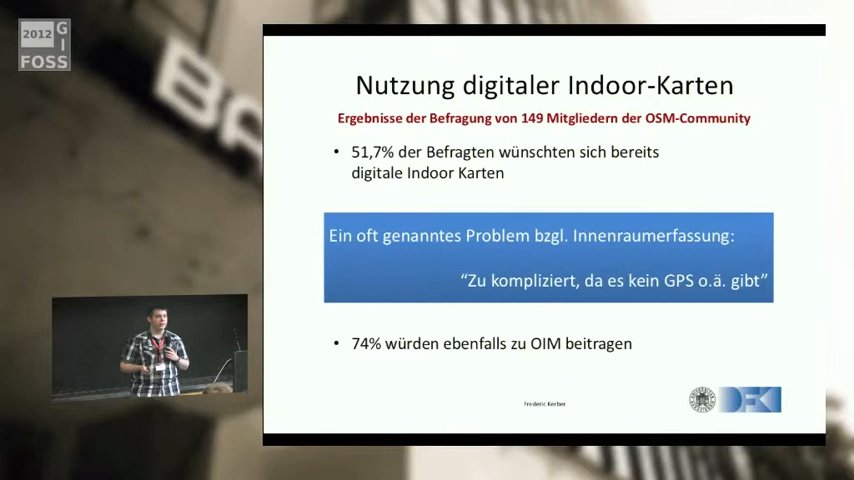 2012 G
I
FOSS
BA
Nutzung digitaler Indoor-Karten
Ergebnisse der Befragung von 149 Mitgliedern der OSM-Community
• 51,7% der Befragten wünschten sich bereits
digitale Indoor Karten
Ein oft genanntes Problem bzgl. Innenraumerfassung:
“Zu kompliziert, da es kein GPS o.ä. gibt”
• 74% würden ebenfalls zu OIM beitragen
Frederic Kerber
DFKI